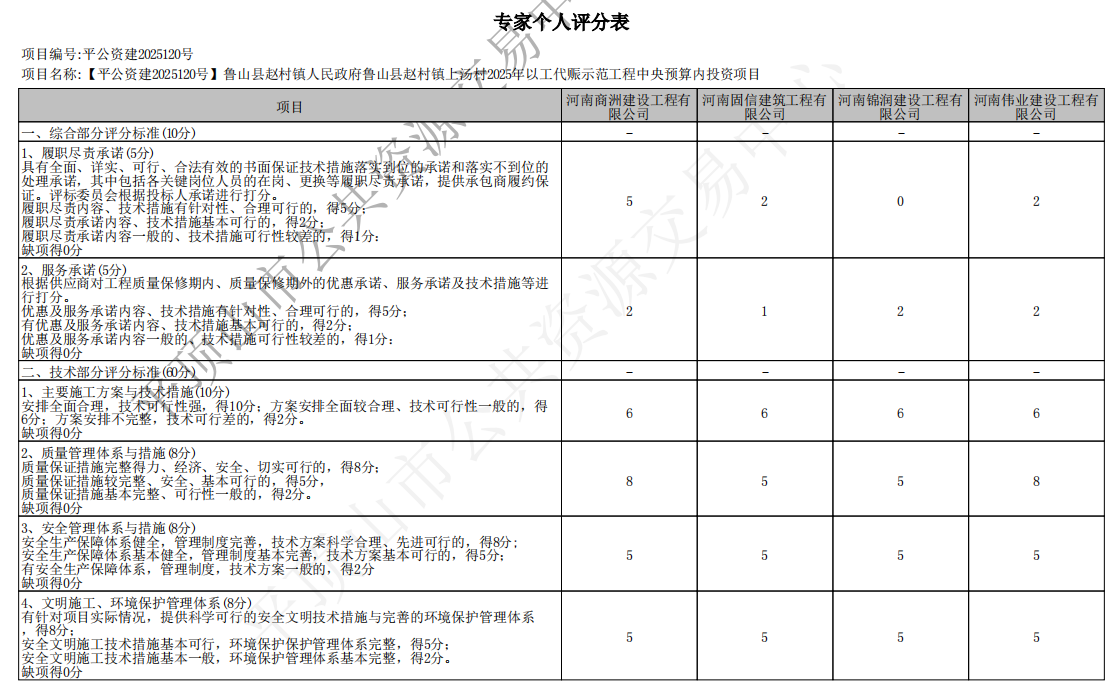 专家个人评分表
项目编号:平公资建2025120号
项目名称:【平公资建2025120号】鲁山县赵村镇人民政府鲁山县赵村镇上汤村2025年以工代赈示范工程中央预算内投资项目
项目 河南商洲建设工程有限公司 河南固信建筑工程有限公司 河南锦润建设工程有限公司 河南伟业建设工程有限公司
一、综合部分评分标准(10分) – – – –
1、履职尽责承诺(5分)
具有全面、详实、可行、合法有效的书面保证技术措施落实到位的承诺和落实不到位的
处理承诺，其中包括各关键岗位人员的在岗、更换等履职尽责承诺，提供承包商履约保
证。评标委员会根据投标人承诺进行打分。
履职尽责内容、技术措施有针对性、合理可行的，得5分；
履职尽责承诺内容、技术措施基本可行的，得2分；
履职尽责承诺内容一般的、技术措施可行性较差的，得1分：
缺项得0分
5 2 0 2
2、服务承诺(5分)
根据供应商对工程质量保修期内、质量保修期外的优惠承诺、服务承诺及技术措施等进
行打分。
优惠及服务承诺内容、技术措施有针对性、合理可行的，得5分；
有优惠及服务承诺内容、技术措施基本可行的，得2分；
优惠及服务承诺内容一般的、技术措施可行性较差的，得1分：
缺项得0分
2 1 2 2
二、技术部分评分标准(60分) – – – –
1、主要施工方案与技术措施(10分)
安排全面合理，技术可行性强，得10分；方案安排全面较合理、技术可行性一般的，得
6分；方案安排不完整，技术可行差的，得2分。
缺项得0分
6 6 6 6
2、质量管理体系与措施(8分)
质量保证措施完整得力、经济、安全、切实可行的，得8分；
质量保证措施较完整、安全、基本可行的，得5分，
质量保证措施基本完整、可行性一般的，得2分。
缺项得0分
8 5 5 8
3、安全管理体系与措施(8分)
安全生产保障体系健全，管理制度完善，技术方案科学合理、先进可行的，得8分；
安全生产保障体系基本健全，管理制度基本完善，技术方案基本可行的，得5分；
有安全生产保障体系，管理制度，技术方案一般的，得2分
缺项得0分
5 5 5 5
4、文明施工、环境保护管理体系(8分)
有针对项目实际情况，提供科学可行的安全文明技术措施与完善的环境保护管理体系
，得8分；
安全文明施工技术措施基本可行，环境保护保护管理体系完整，得5分；
安全文明施工技术措施基本一般，环境保护管理体系基本完整，得2分。
缺项得0分
5 5 5 5
平顶山市公共资源交易中
平顶山市公共资源交易中心